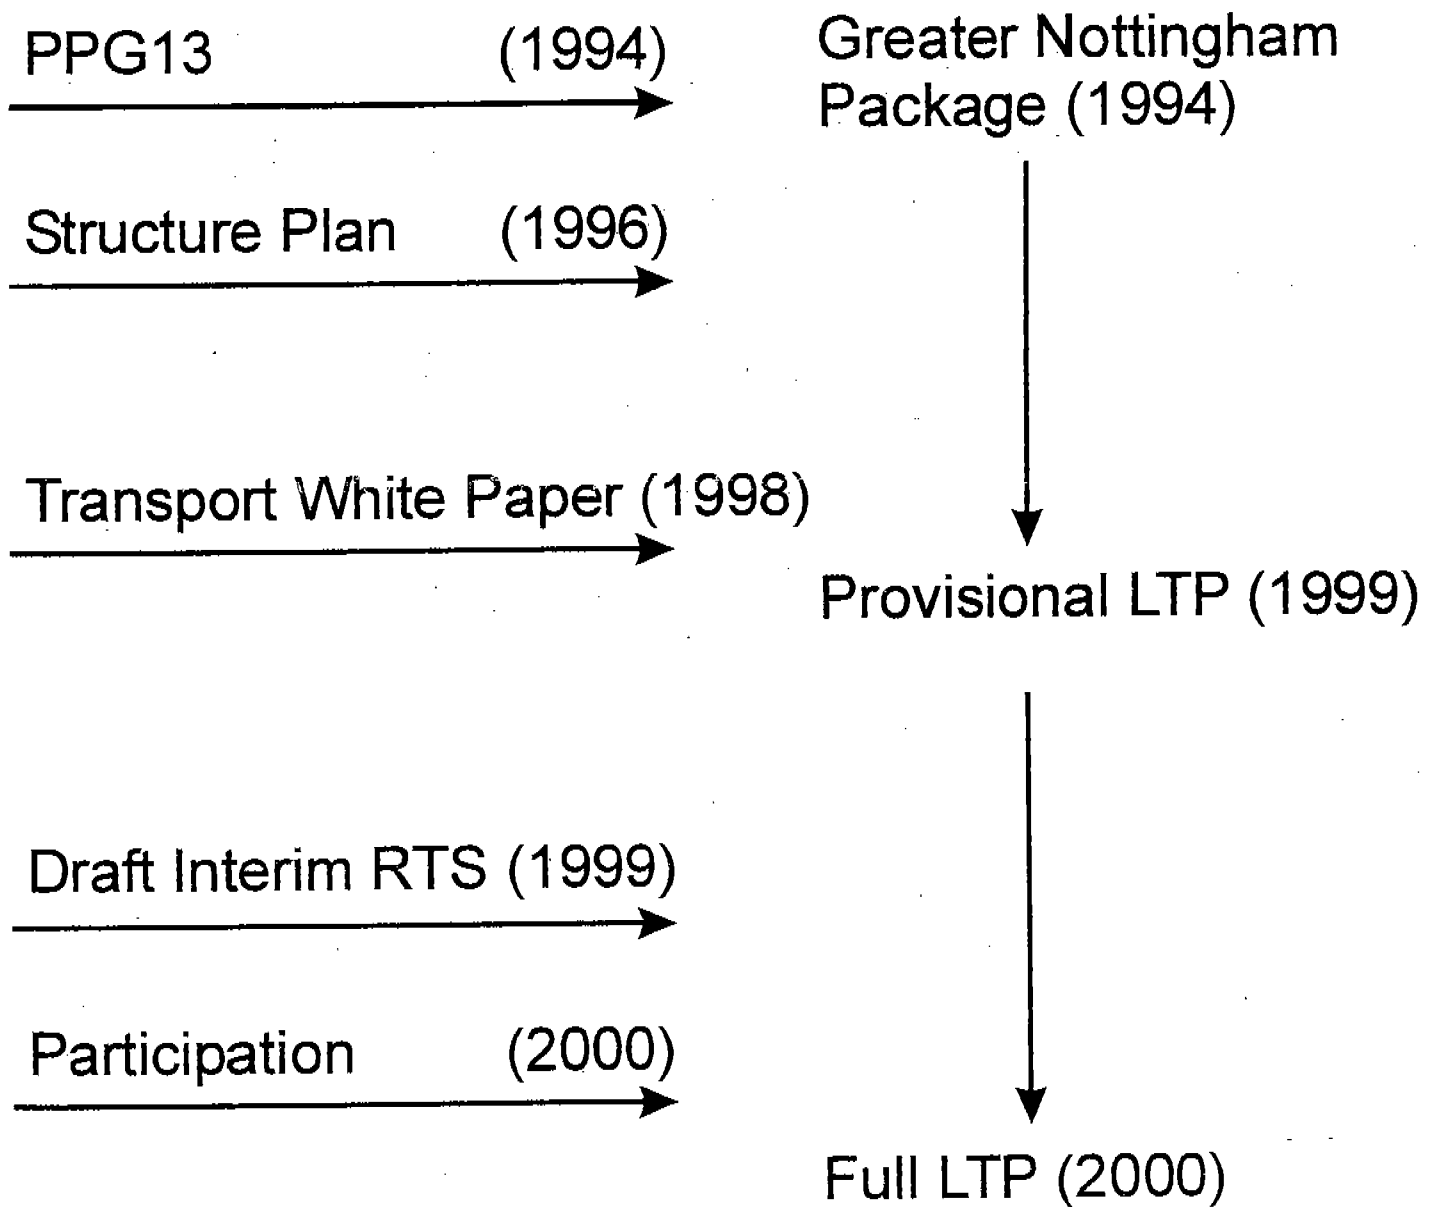 PPG13 (1994)
Greater Nottingham
Package (1994)
Structure Plan (1996)
Transport White Paper (1998)
Provisional LTP (1999)
Draft Interim RTS (1999)
Participation (2000)
Full LTP (2000)